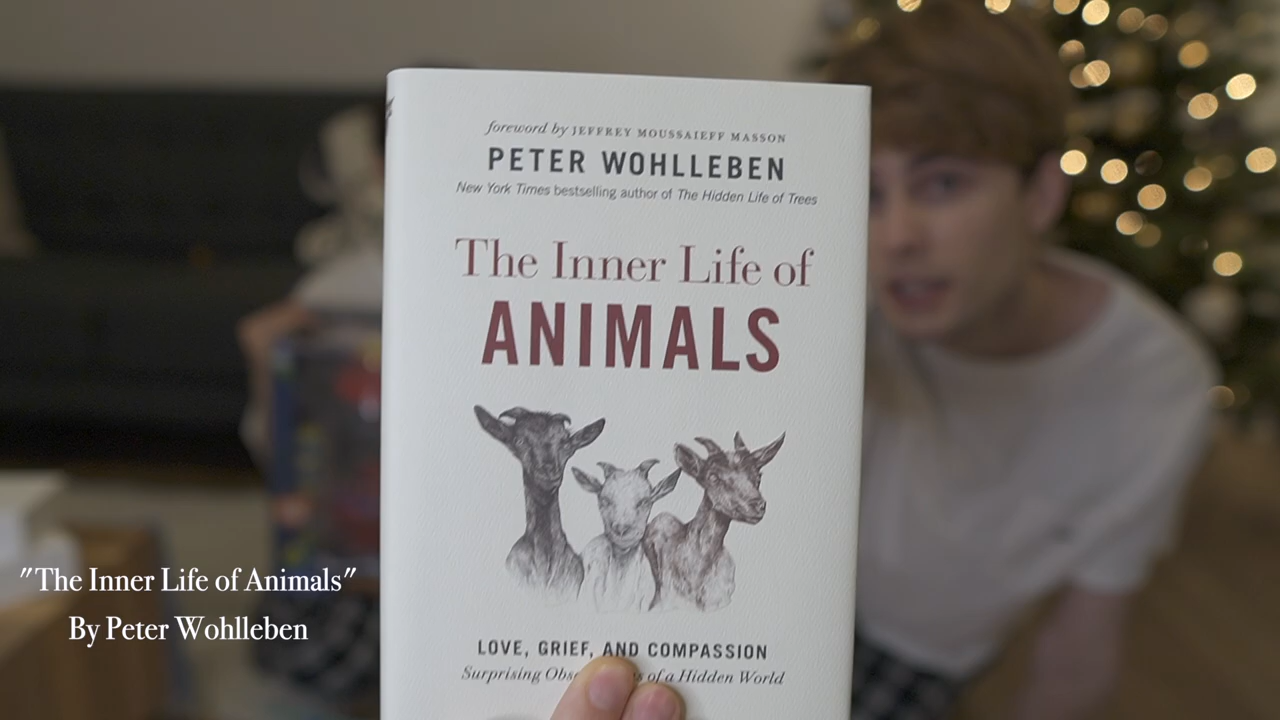 foreword by JEFFREY MOUSSAIEFF MASSON
PETER WOHLLEBEN
New York Times bestselling author of The Hidden Life of Trees
The Inner Life of
ANIMALS
LOVE, GRIEF, AND COMPASSION
Surprising of a Hidden World
"The Inner Life of Animals"
By Peter Wohlleben